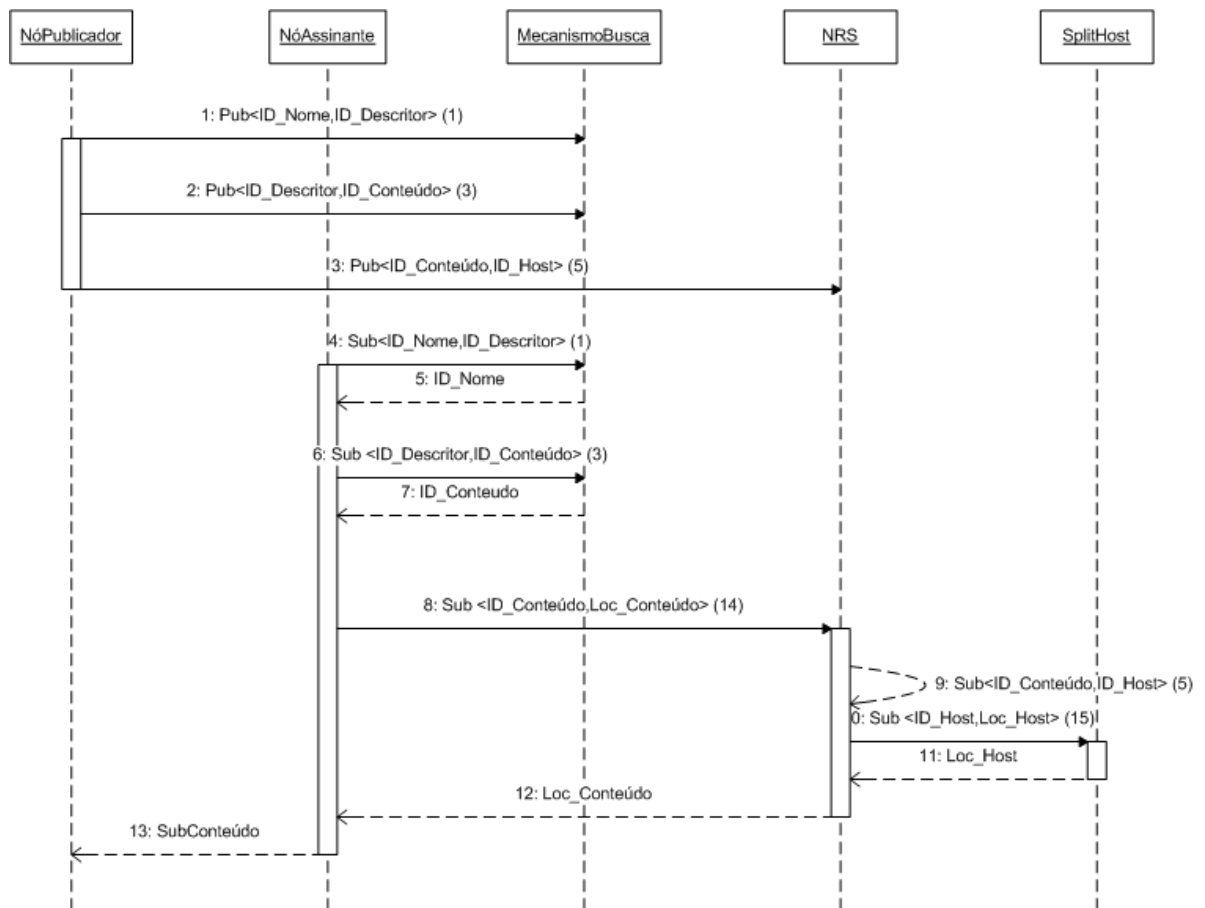 NóPublicador
NóAssinante
MecanismoBusca
NRS
SplitHost
1: Pub<ID_Nome,ID_Descritor> (1)
2: Pub<ID_Descritor,ID_Conteúdo> (3)
3: Pub<ID_Conteúdo,ID_Host> (5)
4: Sub<ID_Nome,ID_Descritor> (1)
5: ID_Nome
6: Sub <ID_Descritor,ID_Conteúdo> (3)
7: ID_Conteudo
8: Sub <ID_Conteúdo,Loc_Conteúdo> (14)
9: Sub<ID_Conteúdo,ID_Host> (5)
0: Sub <ID_Host,Loc_Host> (15)
11: Loc_Host
12: Loc_Conteúdo
13: SubConteúdo